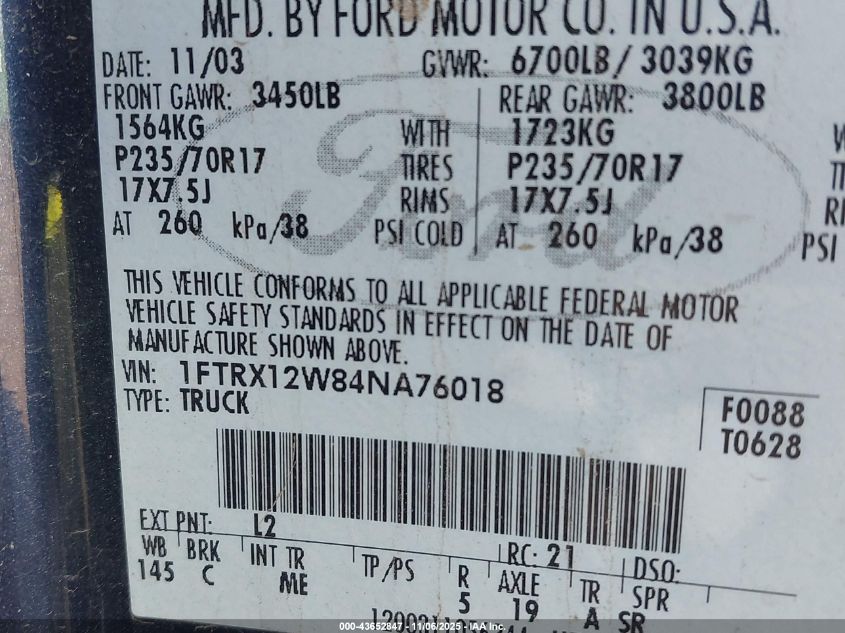 MFD. BY FORD MOTOR CO. IN U.S.A.
DATE: 11/03 GVWR: 6700LB/ 3039KG
FRONT GAWR: 3450LB REAR GAWR: 3800LB
1564KG WITH 1723KG
P235/70R17 TIRES P235/70R17
17X7.5J RIMS 17X7.5J
AT 260 kPa/38 PSI COLD AT 260 kPa/38 PSI
Ford
THIS VEHICLE CONFORMS TO ALL APPLICABLE FEDERAL MOTOR
VEHICLE SAFETY STANDARDS IN EFFECT ON THE DATE OF
MANUFACTURE SHOWN ABOVE.
VIN: 1FTRX12W84NA76018
TYPE: TRUCK
F0088
T0628
EXT PNT: L2 RC: 21 DSO:
WB BRK INT TR TP/PS R AXLE TR SPR
145 C ME 5 19 A SR
000-43652847 - 11/06/2025 - IAA, LLC